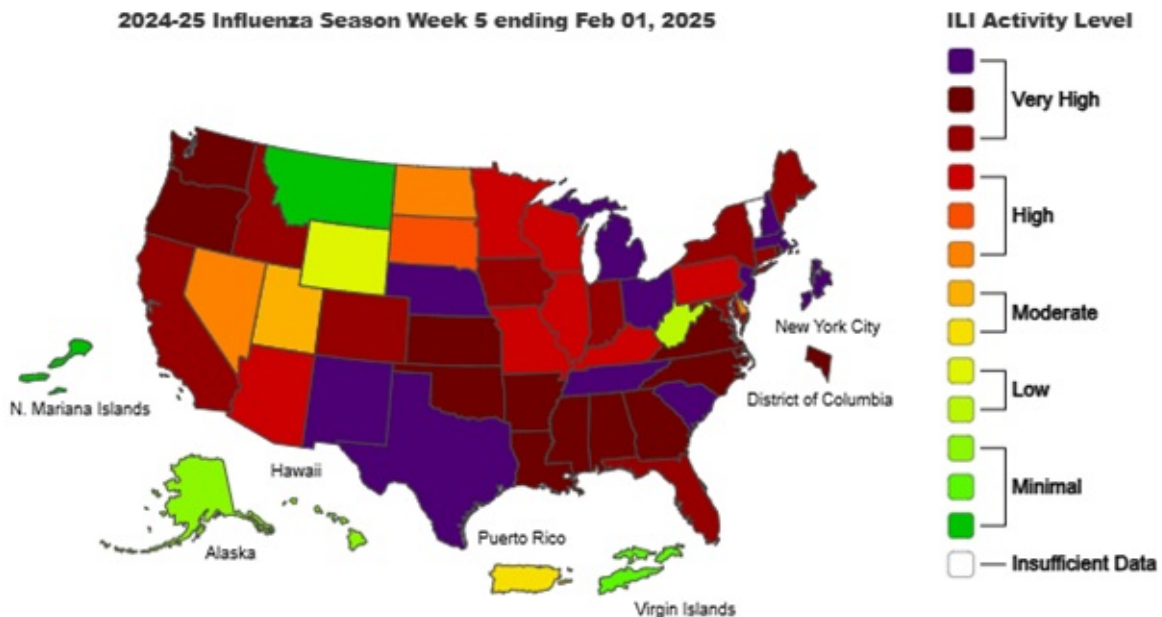 2024-25 Influenza Season Week 5 ending Feb 01, 2025
ILI Activity Level
Very High
High
Moderate
Low
Minimal
Insufficient Data
New York City
District of Columbia
N. Mariana Islands
Hawaii
Alaska
Puerto Rico
Virgin Islands